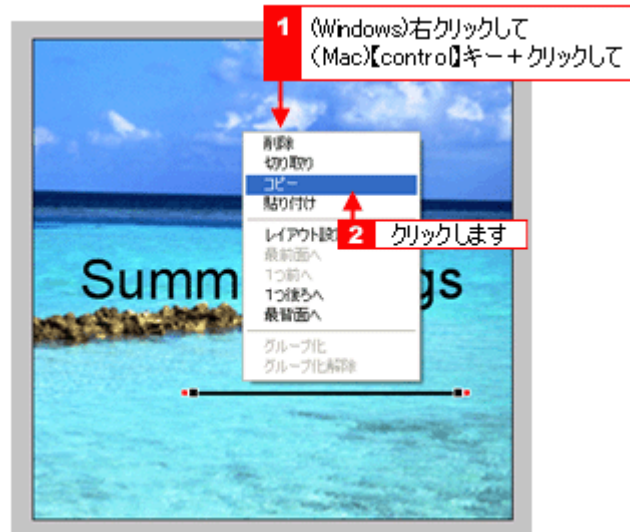 1 (Windows)右クリックして
(Mac)【control】キー+クリックして
削除
切り取り
コピー
貼り付け
レイアウト設
2 クリックします
最前面へ
1つ前へ
Summ gs
1つ後ろへ
最背面へ
グループ化
グループ化解除